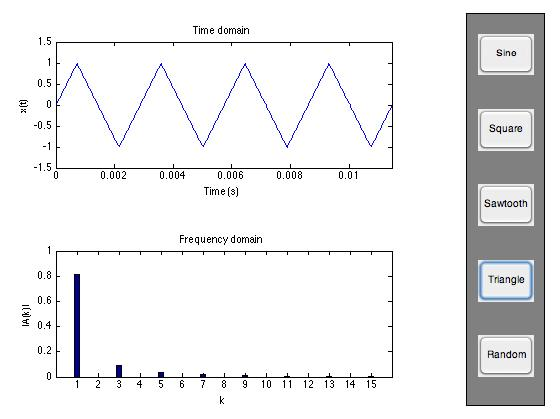 Time domain
1.5
1
0.5
0
-0.5
-1
-1.5
x(t)
0 0.002 0.004 0.006 0.008 0.01
Time (s)
Frequency domain
1
0.8
0.6
0.4
0.2
0
|A(k)|
1 2 3 4 5 6 7 8 9 10 11 12 13 14 15
k
Sine
Square
Sawtooth
Triangle
Random